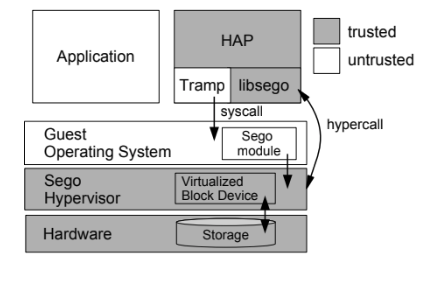 Application
HAP
trusted
untrusted
Tramp
libsego
syscall
hypercall
Guest
Operating System
Sego
module
Sego
Hypervisor
Virtualized
Block Device
Hardware
Storage